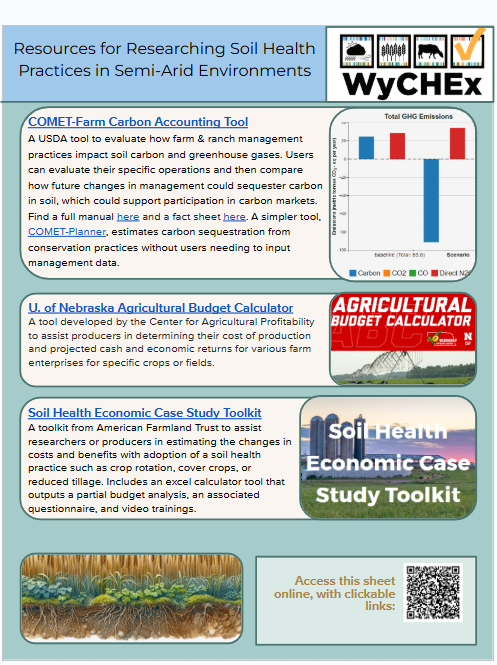 Resources for Researching Soil Health
Practices in Semi-Arid Environments
WyCHEx
COMET-Farm Carbon Accounting Tool
A USDA tool to evaluate how farm & ranch management
practices impact soil carbon and greenhouse gases. Users
can evaluate their specific operations and then compare
how future changes in management could sequester carbon
in soil, which could support participation in carbon markets.
Find a full manual here and a fact sheet here. A simpler tool,
COMET-Planner, estimates carbon sequestration from
conservation practices without users needing to input
management data.
Total GHG Emissions
baseline (Total: 63.6)
Scenario
Carbon CO2 CO Direct N2O
U. of Nebraska Agricultural Budget Calculator
A tool developed by the Center for Agricultural Profitability
to assist producers in determining their cost of production
and projected cash and economic returns for various farm
enterprises for specific crops or fields.
AGRICULTURAL
BUDGET CALCULATOR
Soil Health Economic Case Study Toolkit
A toolkit from American Farmland Trust to assist
researchers or producers in estimating the changes in
costs and benefits with adoption of a soil health
practice such as crop rotation, cover crops, or
reduced tillage. Includes an excel calculator tool that
outputs a partial budget analysis, an associated
questionnaire, and video trainings.
Soil Health
Economic Case
Study Toolkit
Access this sheet
online, with clickable
links: